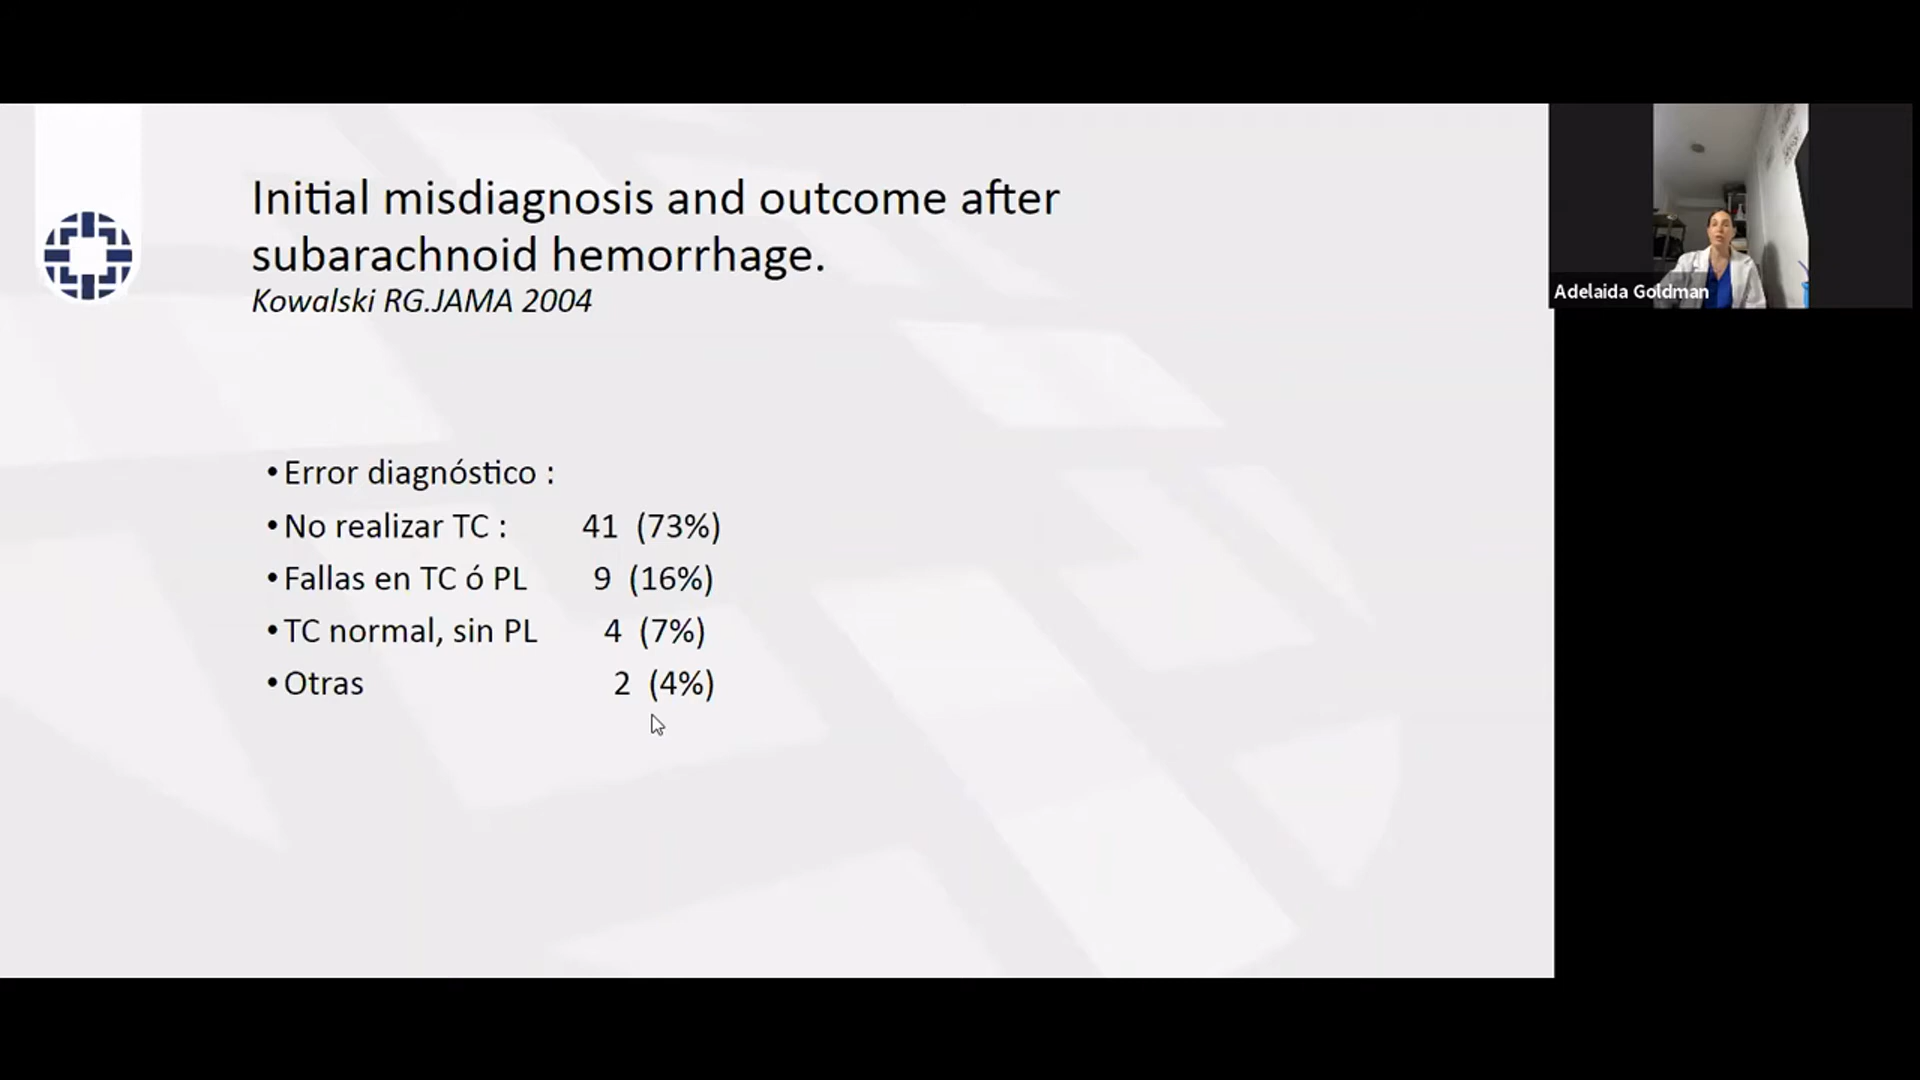 Initial misdiagnosis and outcome after
subarachnoid hemorrhage.
Kowalski RG.JAMA 2004
•Error diagnóstico :
•No realizar TC : 41 (73%)
•Fallas en TC ó PL 9 (16%)
•TC normal, sin PL 4 (7%)
•Otras 2 (4%)
Adelaida Goldman